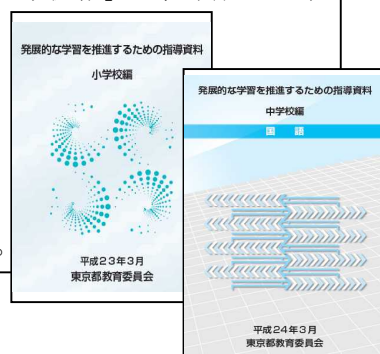 発展的な学習を推進するための指導資料
小学校編
平成23年3月
東京都教育委員会
発展的な学習を推進するための指導資料
中学校編
国 語
平成24年3月
東京都教育委員会